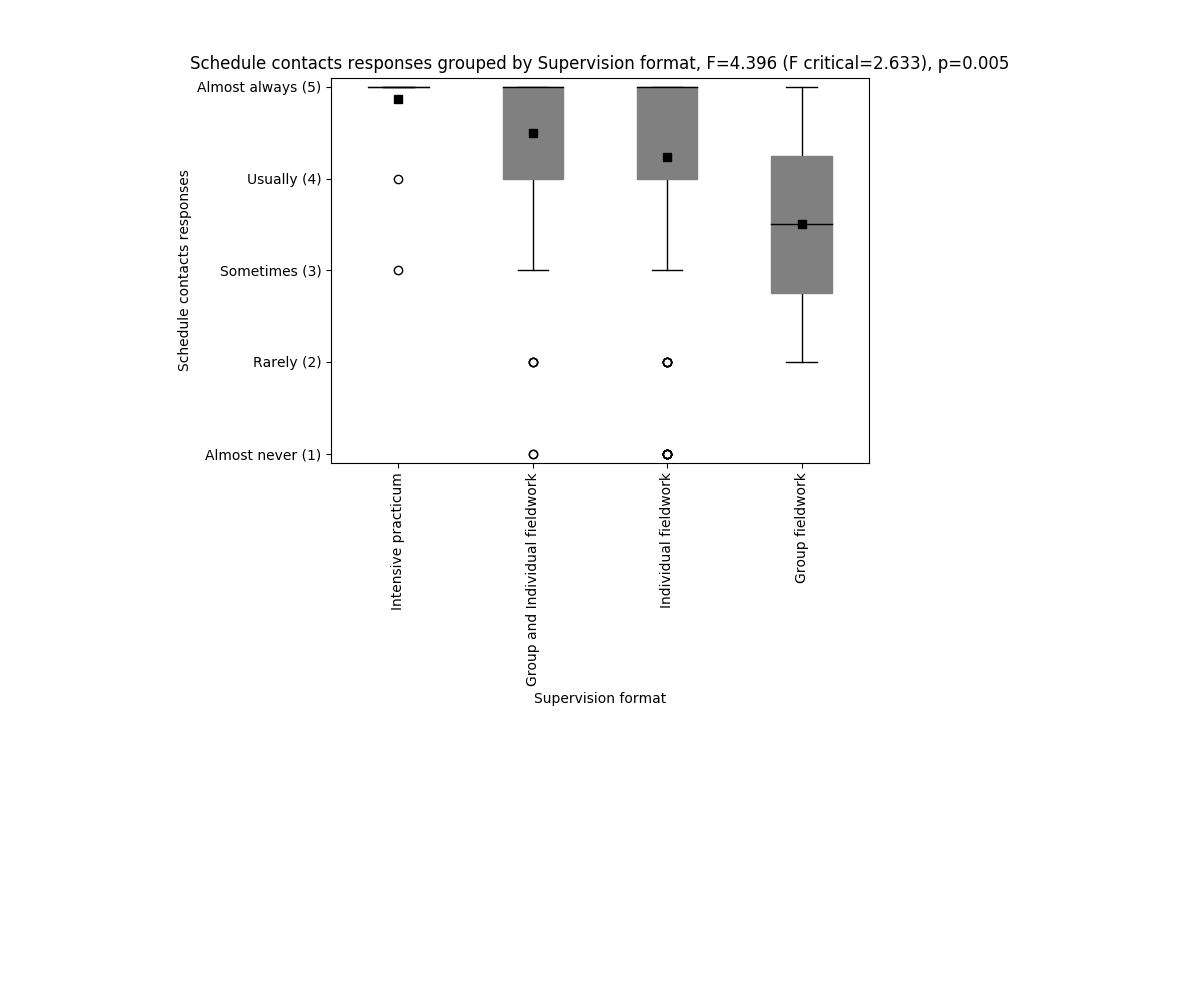 Schedule contacts responses grouped by Supervision format, F=4.396 (F critical=2.633), p=0.005
Schedule contacts responses
Almost always (5)
Usually (4)
Sometimes (3)
Rarely (2)
Almost never (1)
Intensive practicum
Group and Individual fieldwork
Individual fieldwork
Group fieldwork
Supervision format